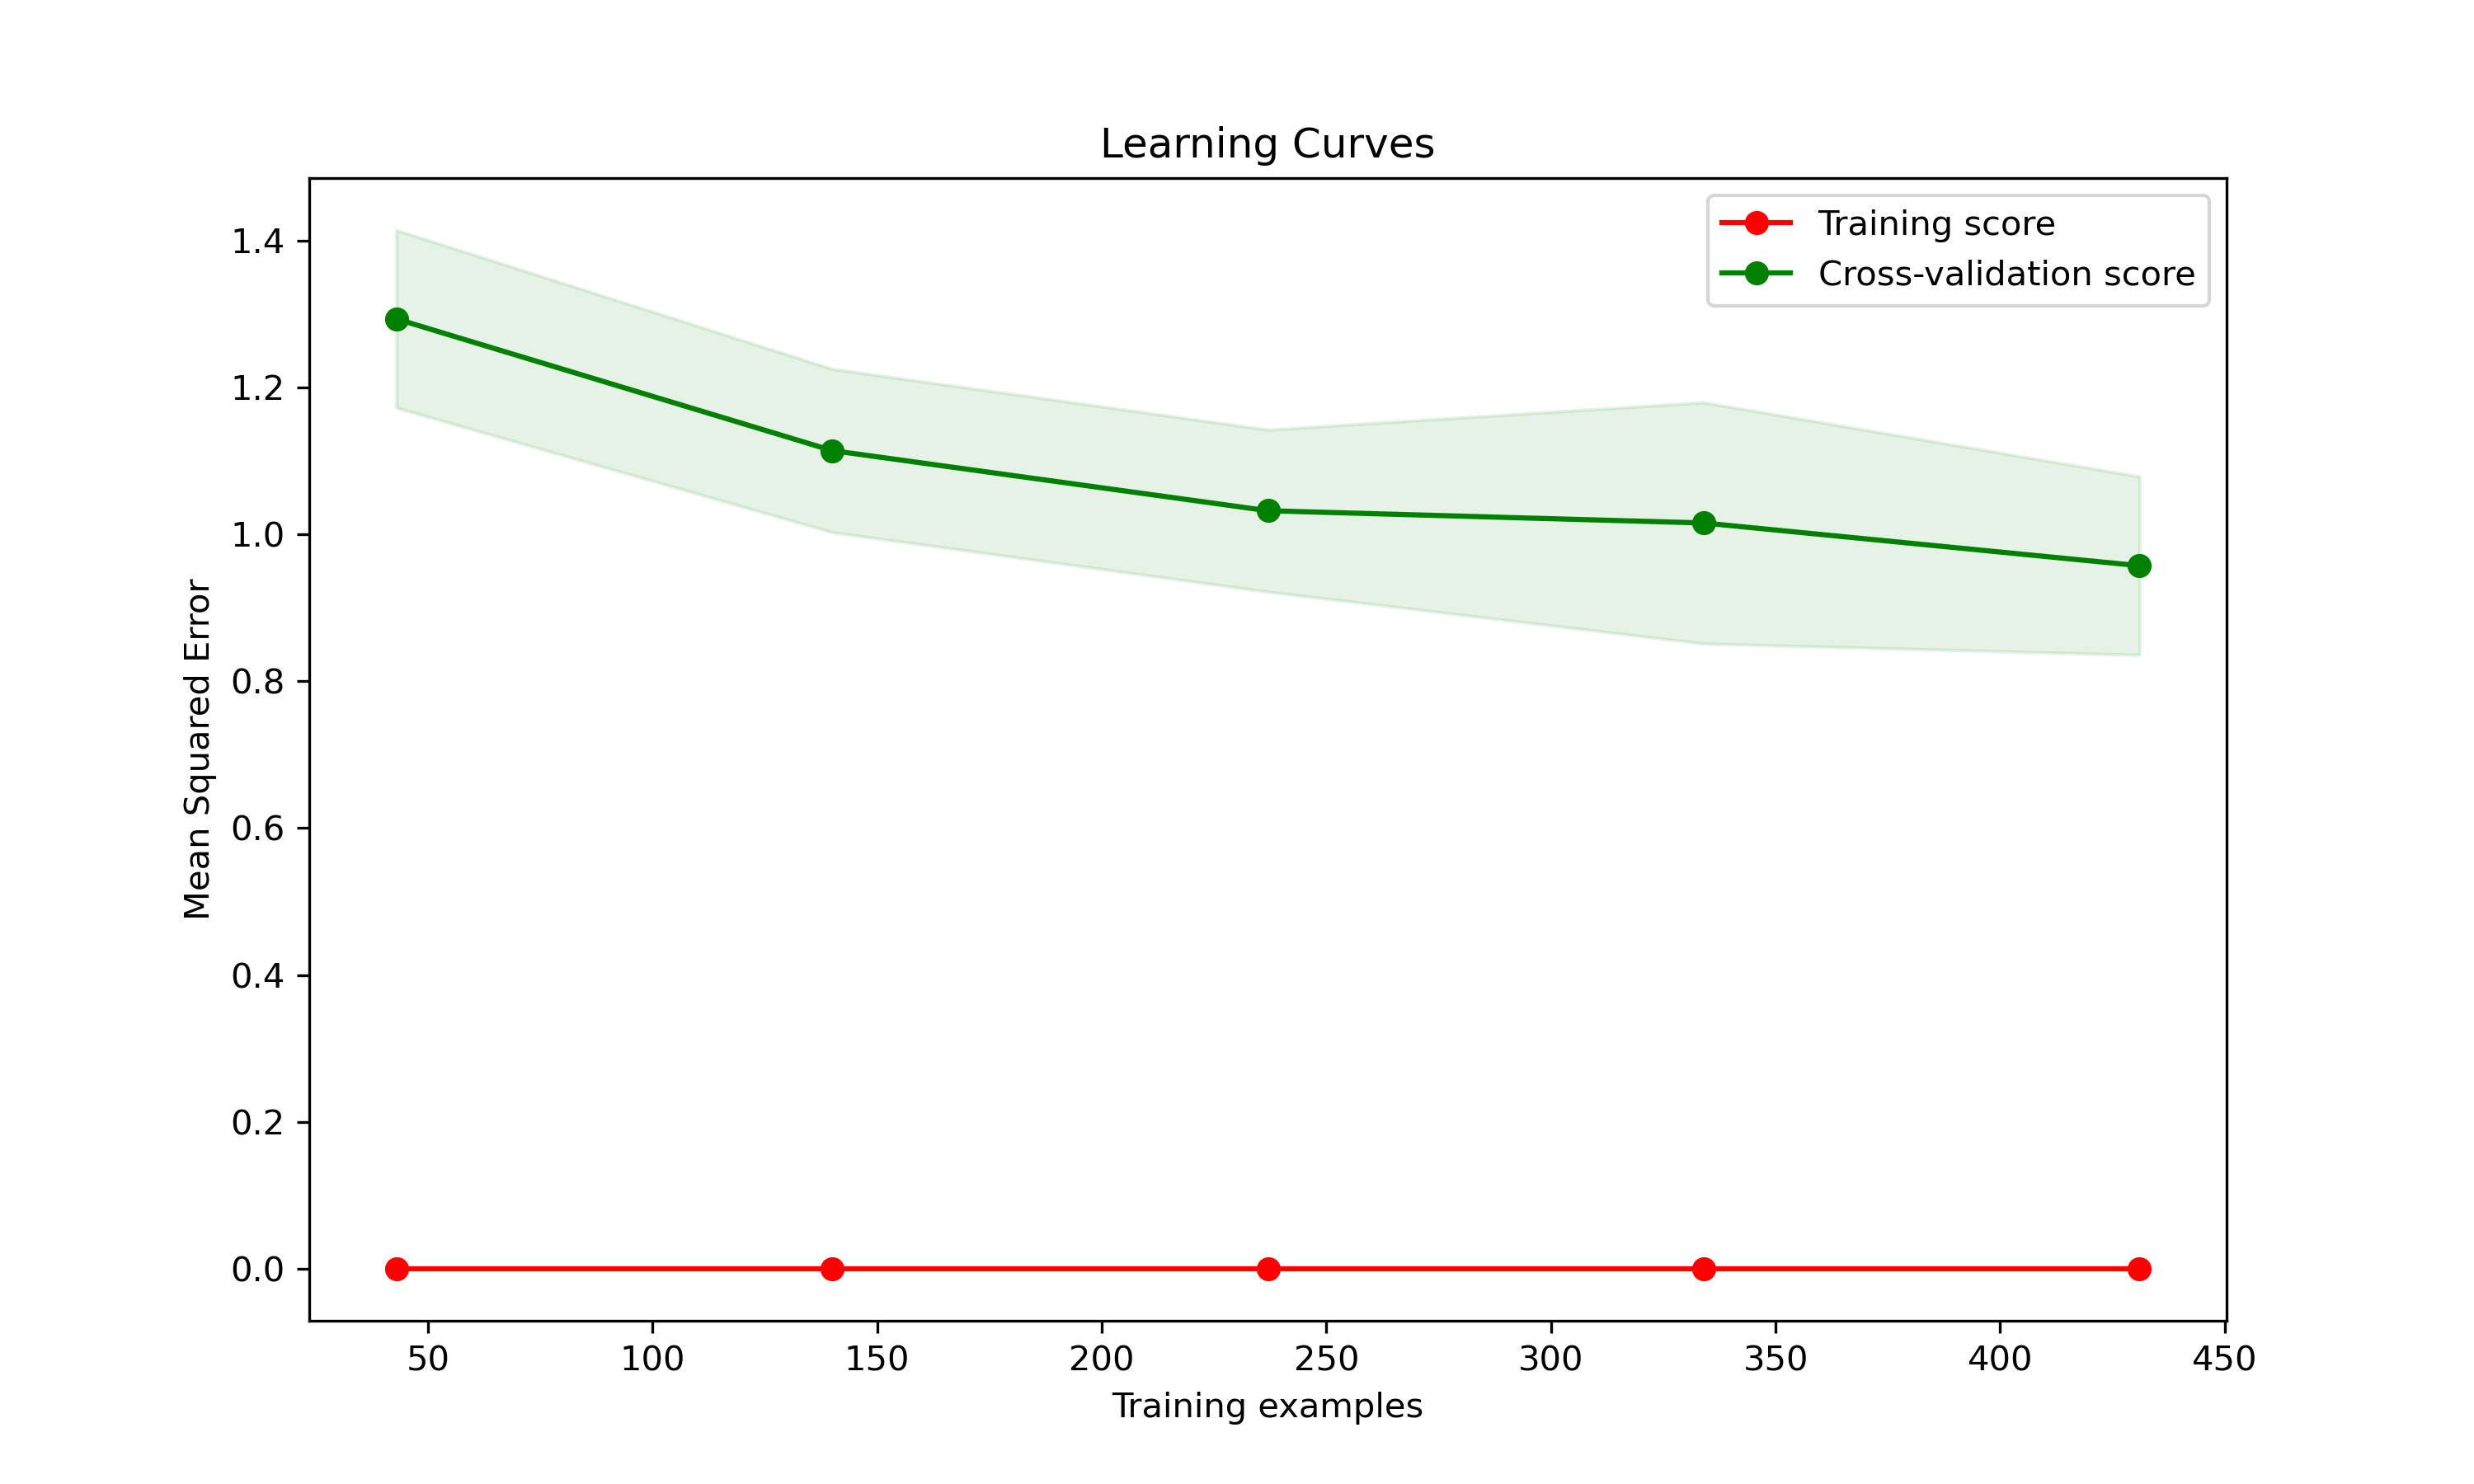 Learning Curves
Training score
Cross-validation score
1.4
1.2
1.0
0.8
0.6
0.4
0.2
0.0
Mean Squared Error
50 100 150 200 250 300 350 400 450
Training examples